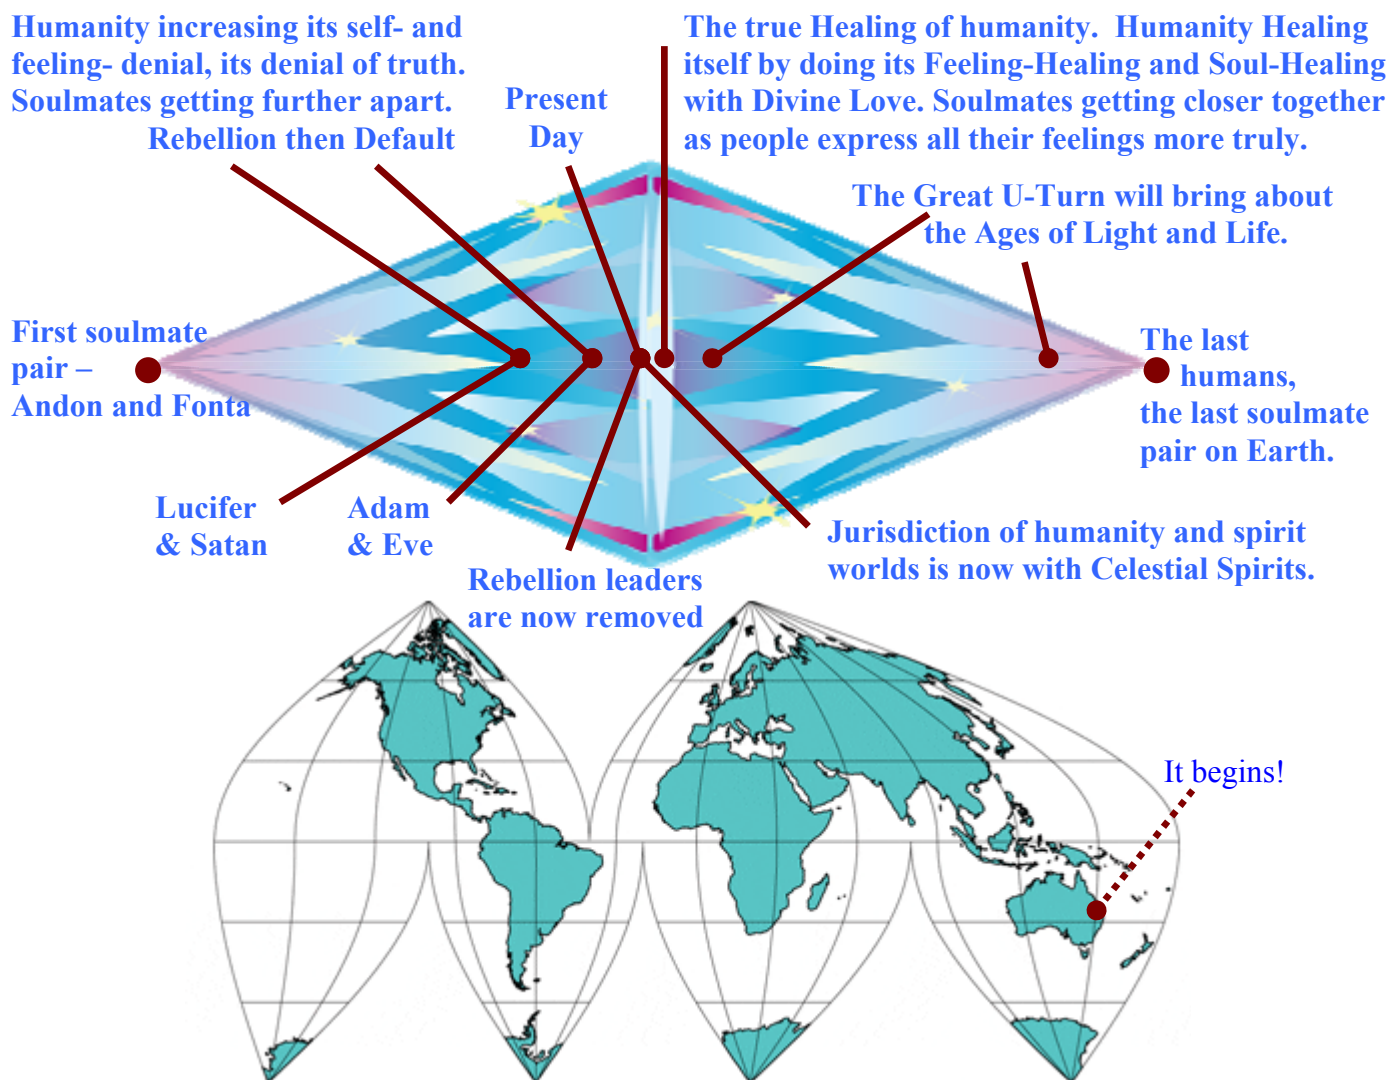 Humanity increasing its self- and
feeling- denial, its denial of truth.
Soulmates getting further apart.
Rebellion then Default
Present
Day
The true Healing of humanity.  Humanity Healing
itself by doing its Feeling-Healing and Soul-Healing
with Divine Love. Soulmates getting closer together
as people express all their feelings more truly.
The Great U-Turn will bring about
the Ages of Light and Life.
First soulmate
pair –
Andon and Fonta
The last
humans,
the last soulmate
pair on Earth.
Lucifer
& Satan
Adam
& Eve
Rebellion leaders
are now removed
Jurisdiction of humanity and spirit
worlds is now with Celestial Spirits.
It begins!